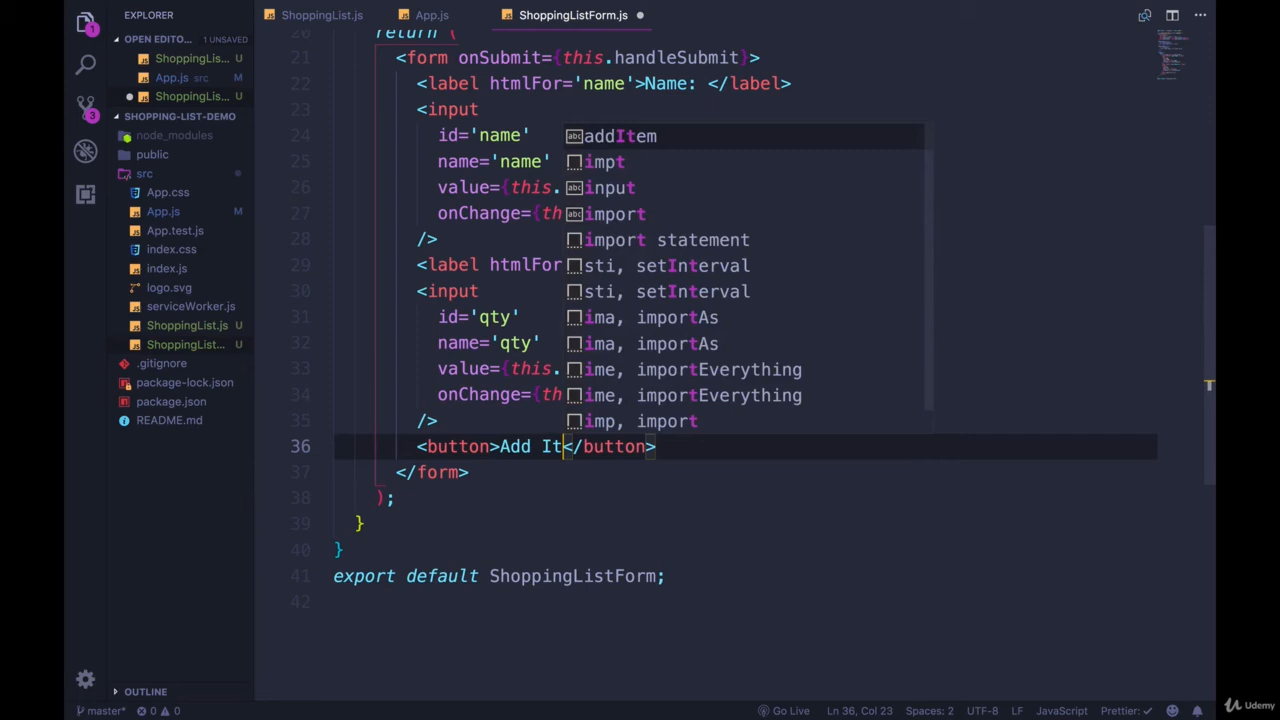 EXPLORER
ShoppingList.js
App.js
ShoppingListForm.js
OPEN EDITO... 1 UNSAVED
ShoppingLis... U
App.js src M
ShoppingLis... U
SHOPPING-LIST-DEMO
node_modules
public
src
App.css
App.js M
App.test.js
index.css
index.js
logo.svg
serviceWorker.js
ShoppingList.js U
ShoppingList... U
.gitignore
package-lock.json
package.json
README.md
OUTLINE
1
3
20 return (
21 <form onSubmit={this.handleSubmit}>
22 <label htmlFor='name'>Name: </label>
23 <input
24 id='name'
25 name='name'
26 value={this.
27 onChange={th
28 />
29 <label htmlFor
30 <input
31 id='qty'
32 name='qty'
33 value={this.
34 onChange={th
35 />
36 <button>Add It</button>
37 </form>
38 );
39 }
40 }
41 export default ShoppingListForm;
42
abc addItem
impt
abc input
abc import
import statement
sti, setInterval
sti, setInterval
ima, importAs
ima, importAs
ime, importEverything
ime, importEverything
imp, import
master* 0 0
Go Live Ln 36, Col 23 Spaces: 2 UTF-8 LF JavaScript Prettier: ✓
Udemy